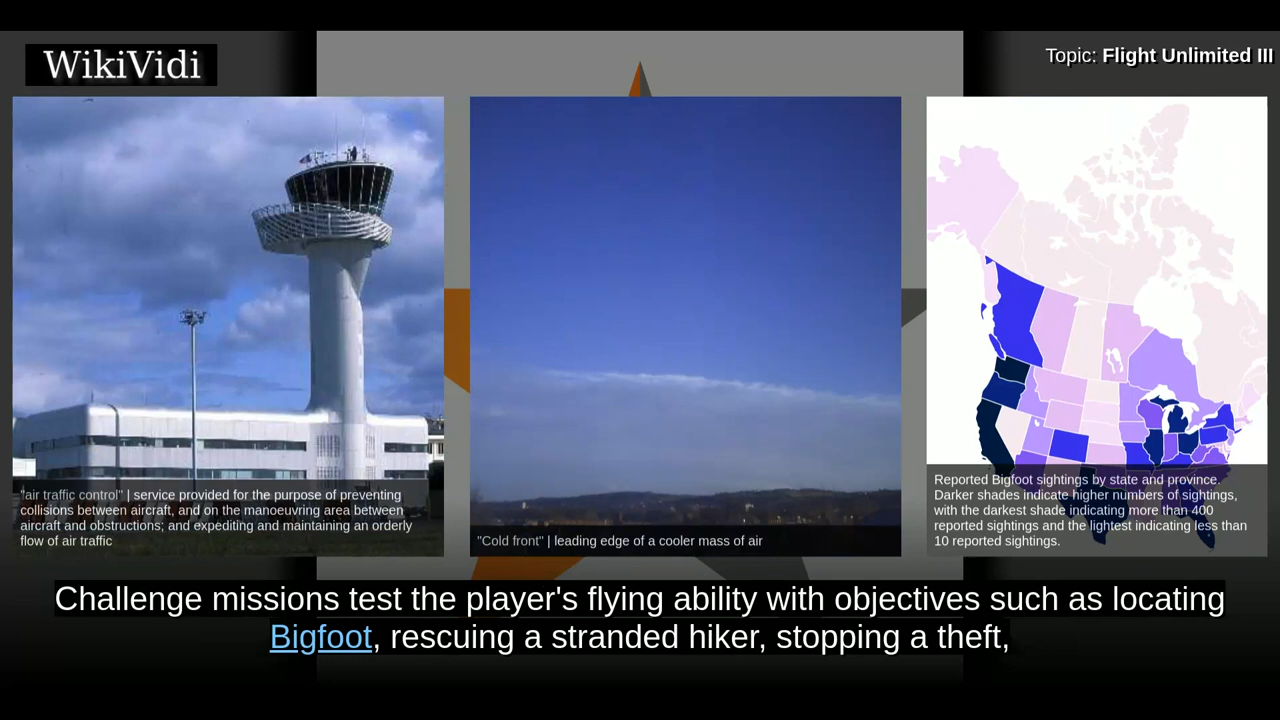 WikiVidi
Topic: Flight Unlimited III
"air traffic control" | service provided for the purpose of preventing
collisions between aircraft, and on the manoeuvring area between
aircraft and obstructions; and expediting and maintaining an orderly
flow of air traffic
"Cold front" | leading edge of a cooler mass of air
Reported Bigfoot sightings by state and province.
Darker shades indicate higher numbers of sightings,
with the darkest shade indicating more than 400
reported sightings and the lightest indicating less than
10 reported sightings.
Challenge missions test the player's flying ability with objectives such as locating
Bigfoot, rescuing a stranded hiker, stopping a theft,